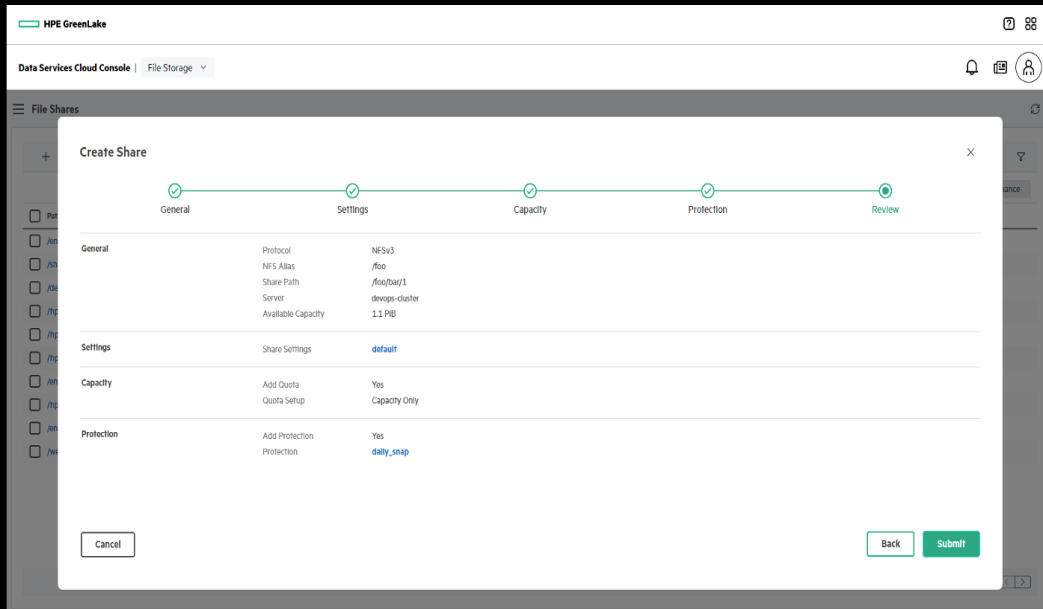 HPE GreenLake
Data Services Cloud Console | File Storage
File Shares
Create Share
General Settings Capacity Protection Review
General
Protocol NFSv3
NFS Alias /foo
Share Path /foo/bar/1
Server devops-cluster
Available Capacity 1.1 PiB
Settings
Share Settings default
Capacity
Add Quota Yes
Quota Setup Capacity Only
Protection
Add Protection Yes
Protection daily_snap
Cancel Back Submit